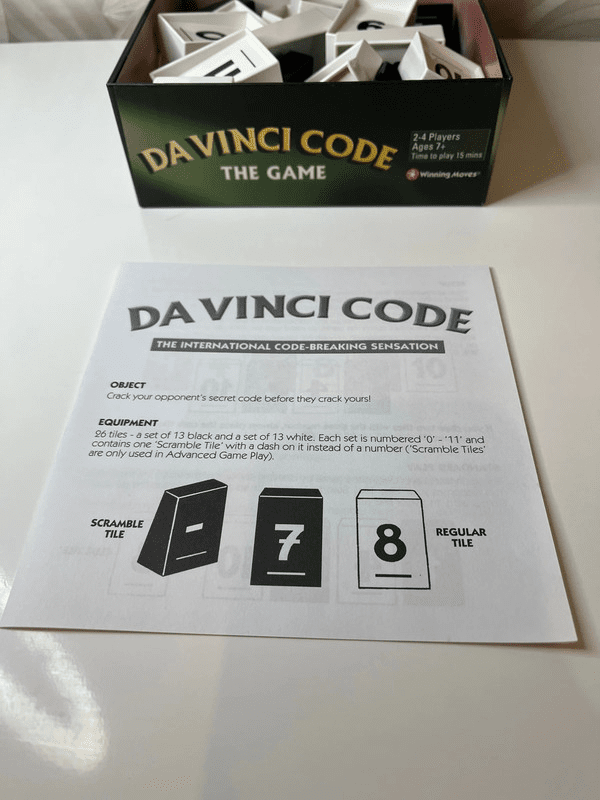 DA VINCI CODE
THE GAME
2-4 Players
Ages 7+
Time to play 15 mins
Winning Moves
DA VINCI CODE
THE INTERNATIONAL CODE-BREAKING SENSATION
OBJECT
Crack your opponent's secret code before they crack yours!
EQUIPMENT
26 tiles - a set of 13 black and a set of 13 white. Each set is numbered '0' - '11' and
contains one 'Scramble Tile' with a dash on it instead of a number ('Scramble Tiles'
are only used in Advanced Game Play).
SCRAMBLE
TILE
-
7
8
REGULAR
TILE